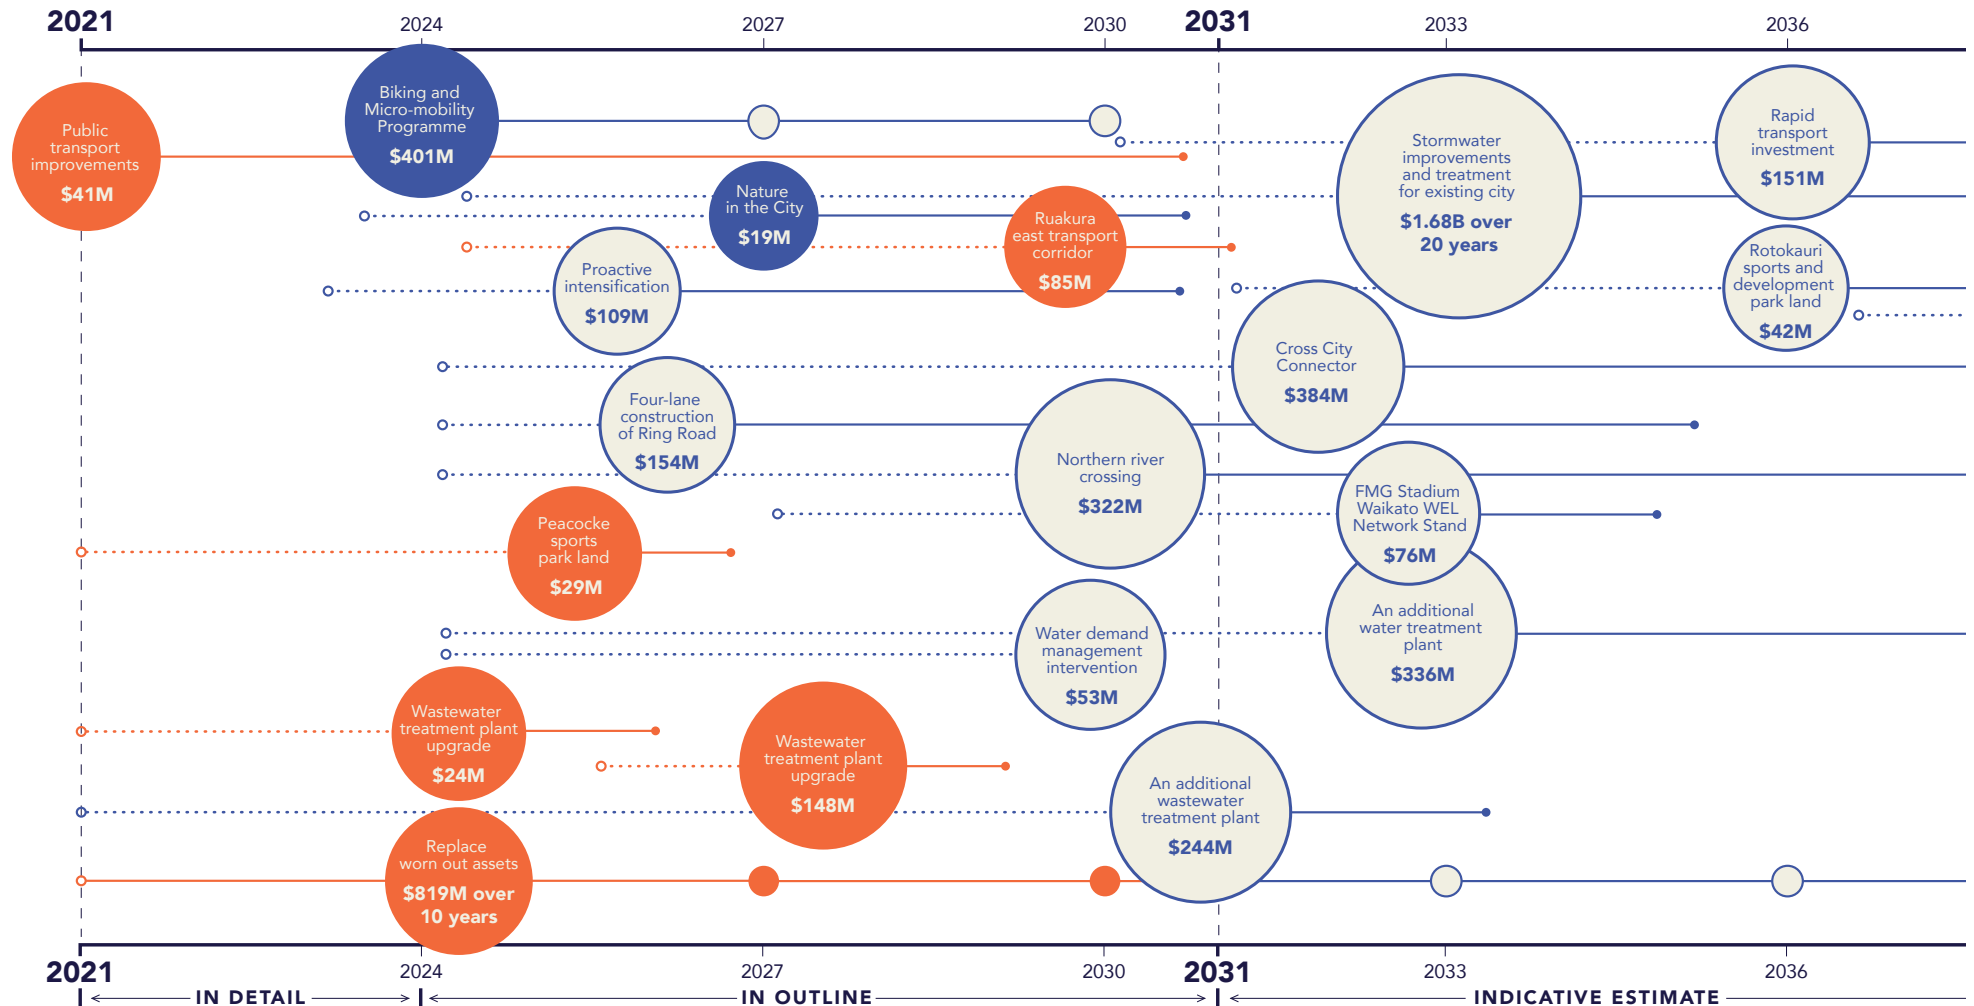 2021
2024
2027
2030
2031
2033
2036
Public
transport
improvements
$41M
Biking and
Micro-mobility
Programme
$401M
Nature
in the City
$19M
Ruakura
east transport
corridor
$85M
Stormwater
improvements
and treatment
for existing city
$1.68B over
20 years
Rapid
transport
investment
$151M
Rotokauri
sports and
development
park land
$42M
Proactive
intensification
$109M
Cross City
Connector
$384M
Four-lane
construction
of Ring Road
$154M
Northern river
crossing
$322M
FMG Stadium
Waikato WEL
Network Stand
$76M
Peacocke
sports
park land
$29M
Water demand
management
intervention
$53M
An additional
water treatment
plant
$336M
Wastewater
treatment plant
upgrade
$24M
Wastewater
treatment plant
upgrade
$148M
An additional
wastewater
treatment plant
$244M
Replace
worn out assets
$819M over
10 years
2021
2024
2027
2030
2031
2033
2036
IN DETAIL
IN OUTLINE
INDICATIVE ESTIMATE